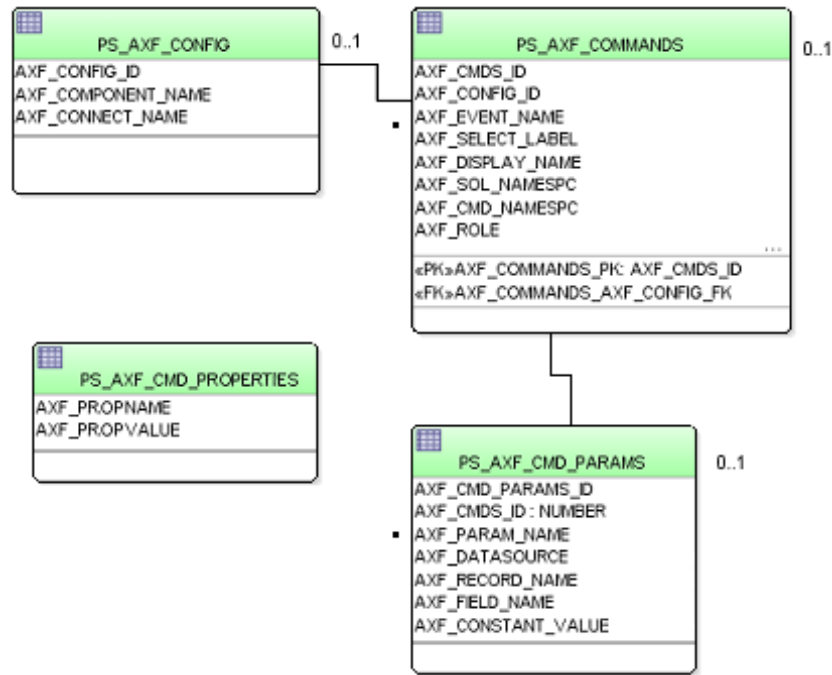 PS_AXF_CONFIG
AXF_CONFIG_ID
AXF_COMPONENT_NAME
AXF_CONNECT_NAME
0..1
PS_AXF_COMMANDS
AXF_CMDS_ID
AXF_CONFIG_ID
AXF_EVENT_NAME
AXF_SELECT_LABEL
AXF_DISPLAY_NAME
AXF_SOL_NAMESPC
AXF_CMD_NAMESPC
AXF_ROLE
...
«PK»AXF_COMMANDS_PK: AXF_CMDS_ID
«FK»AXF_COMMANDS_AXF_CONFIG_FK
0..1
PS_AXF_CMD_PROPERTIES
AXF_PROPNAME
AXF_PROPVALUE
PS_AXF_CMD_PARAMS
AXF_CMD_PARAMS_ID
AXF_CMDS_ID : NUMBER
AXF_PARAM_NAME
AXF_DATASOURCE
AXF_RECORD_NAME
AXF_FIELD_NAME
AXF_CONSTANT_VALUE
0..1